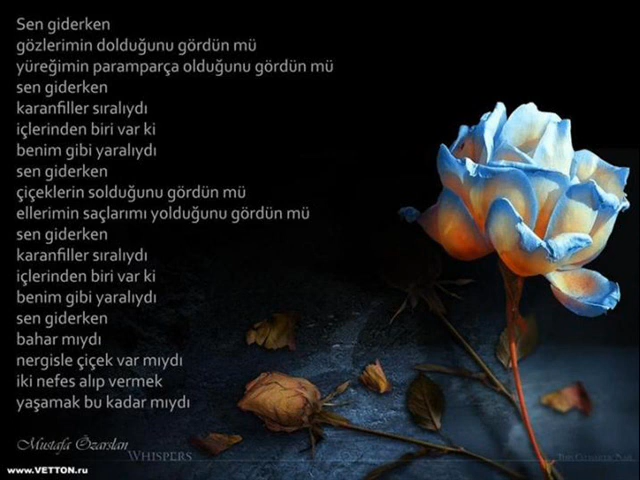 Sen giderken
gözlerimin dolduğunu gördün mü
yüreğimin paramparça olduğunu gördün mü
sen giderken
karanfiller sıralıydı
içlerinden biri var ki
benim gibi yaralıydı
sen giderken
çiçeklerin solduğunu gördün mü
ellerimin saçlarımı yolduğunu gördün mü
sen giderken
karanfiller sıralıydı
içlerinden biri var ki
benim gibi yaralıydı
sen giderken
bahar mıydı
nergisle çiçek var mıydı
iki nefes alıp vermek
yaşamak bu kadar mıydı
Mustafa Özarslan
WHISPERS
www.VETTON.ru